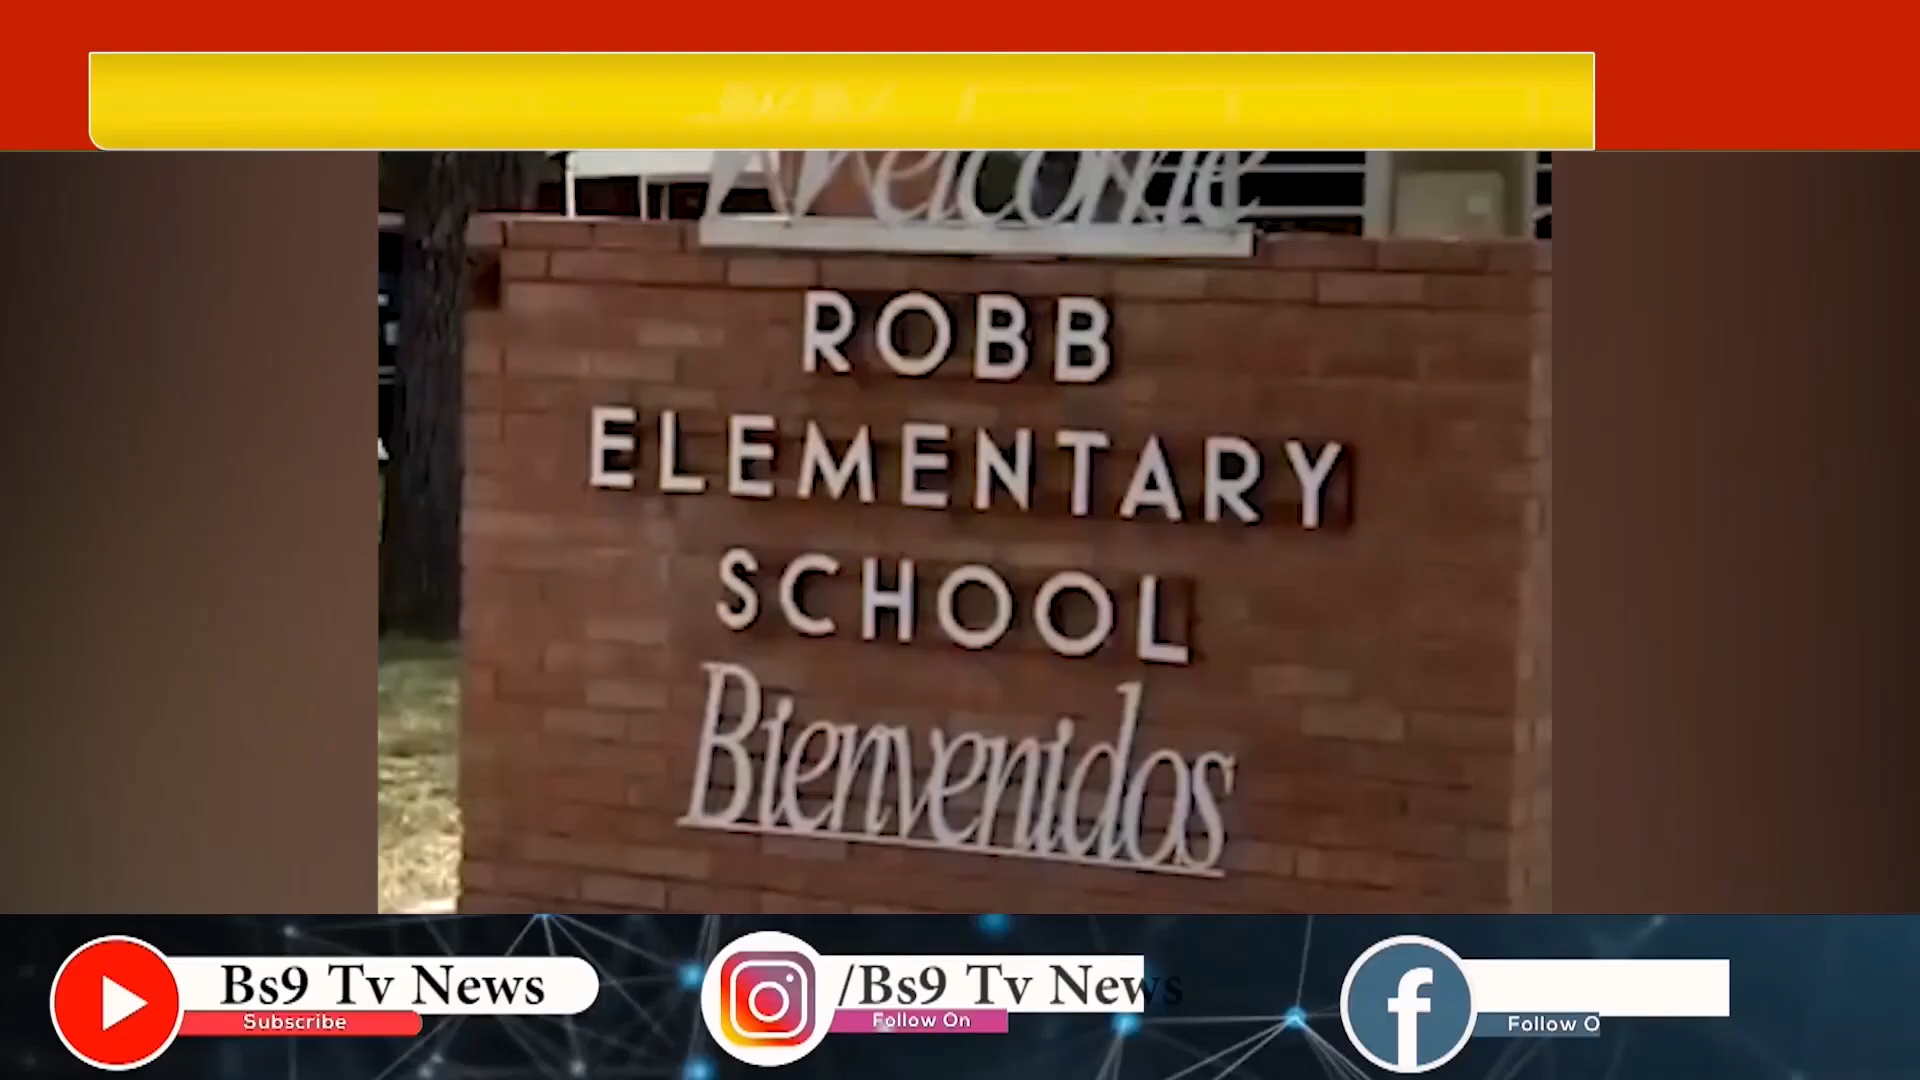 Welcome
ROBB
ELEMENTARY
SCHOOL
Bienvenidos
Bs9 Tv News
Subscribe
/Bs9 Tv News
Follow On
Follow O